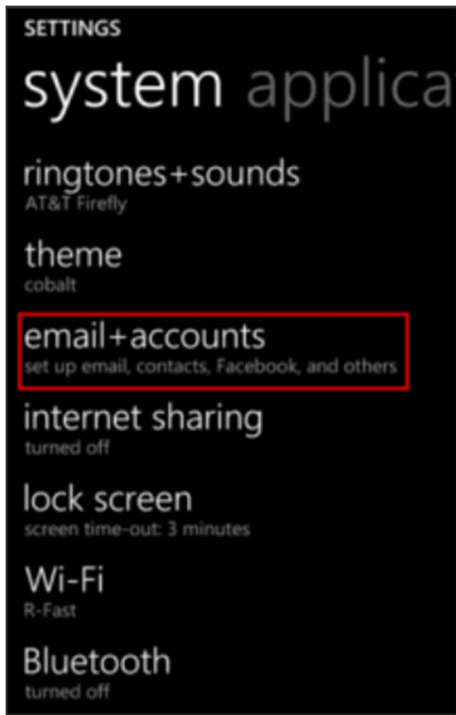 SETTINGS
system applica
ringtones+sounds
AT&T Firefly
theme
cobalt
email+accounts
set up email, contacts, Facebook, and others
internet sharing
turned off
lock screen
screen time-out: 3 minutes
Wi-Fi
R-Fast
Bluetooth
turned off